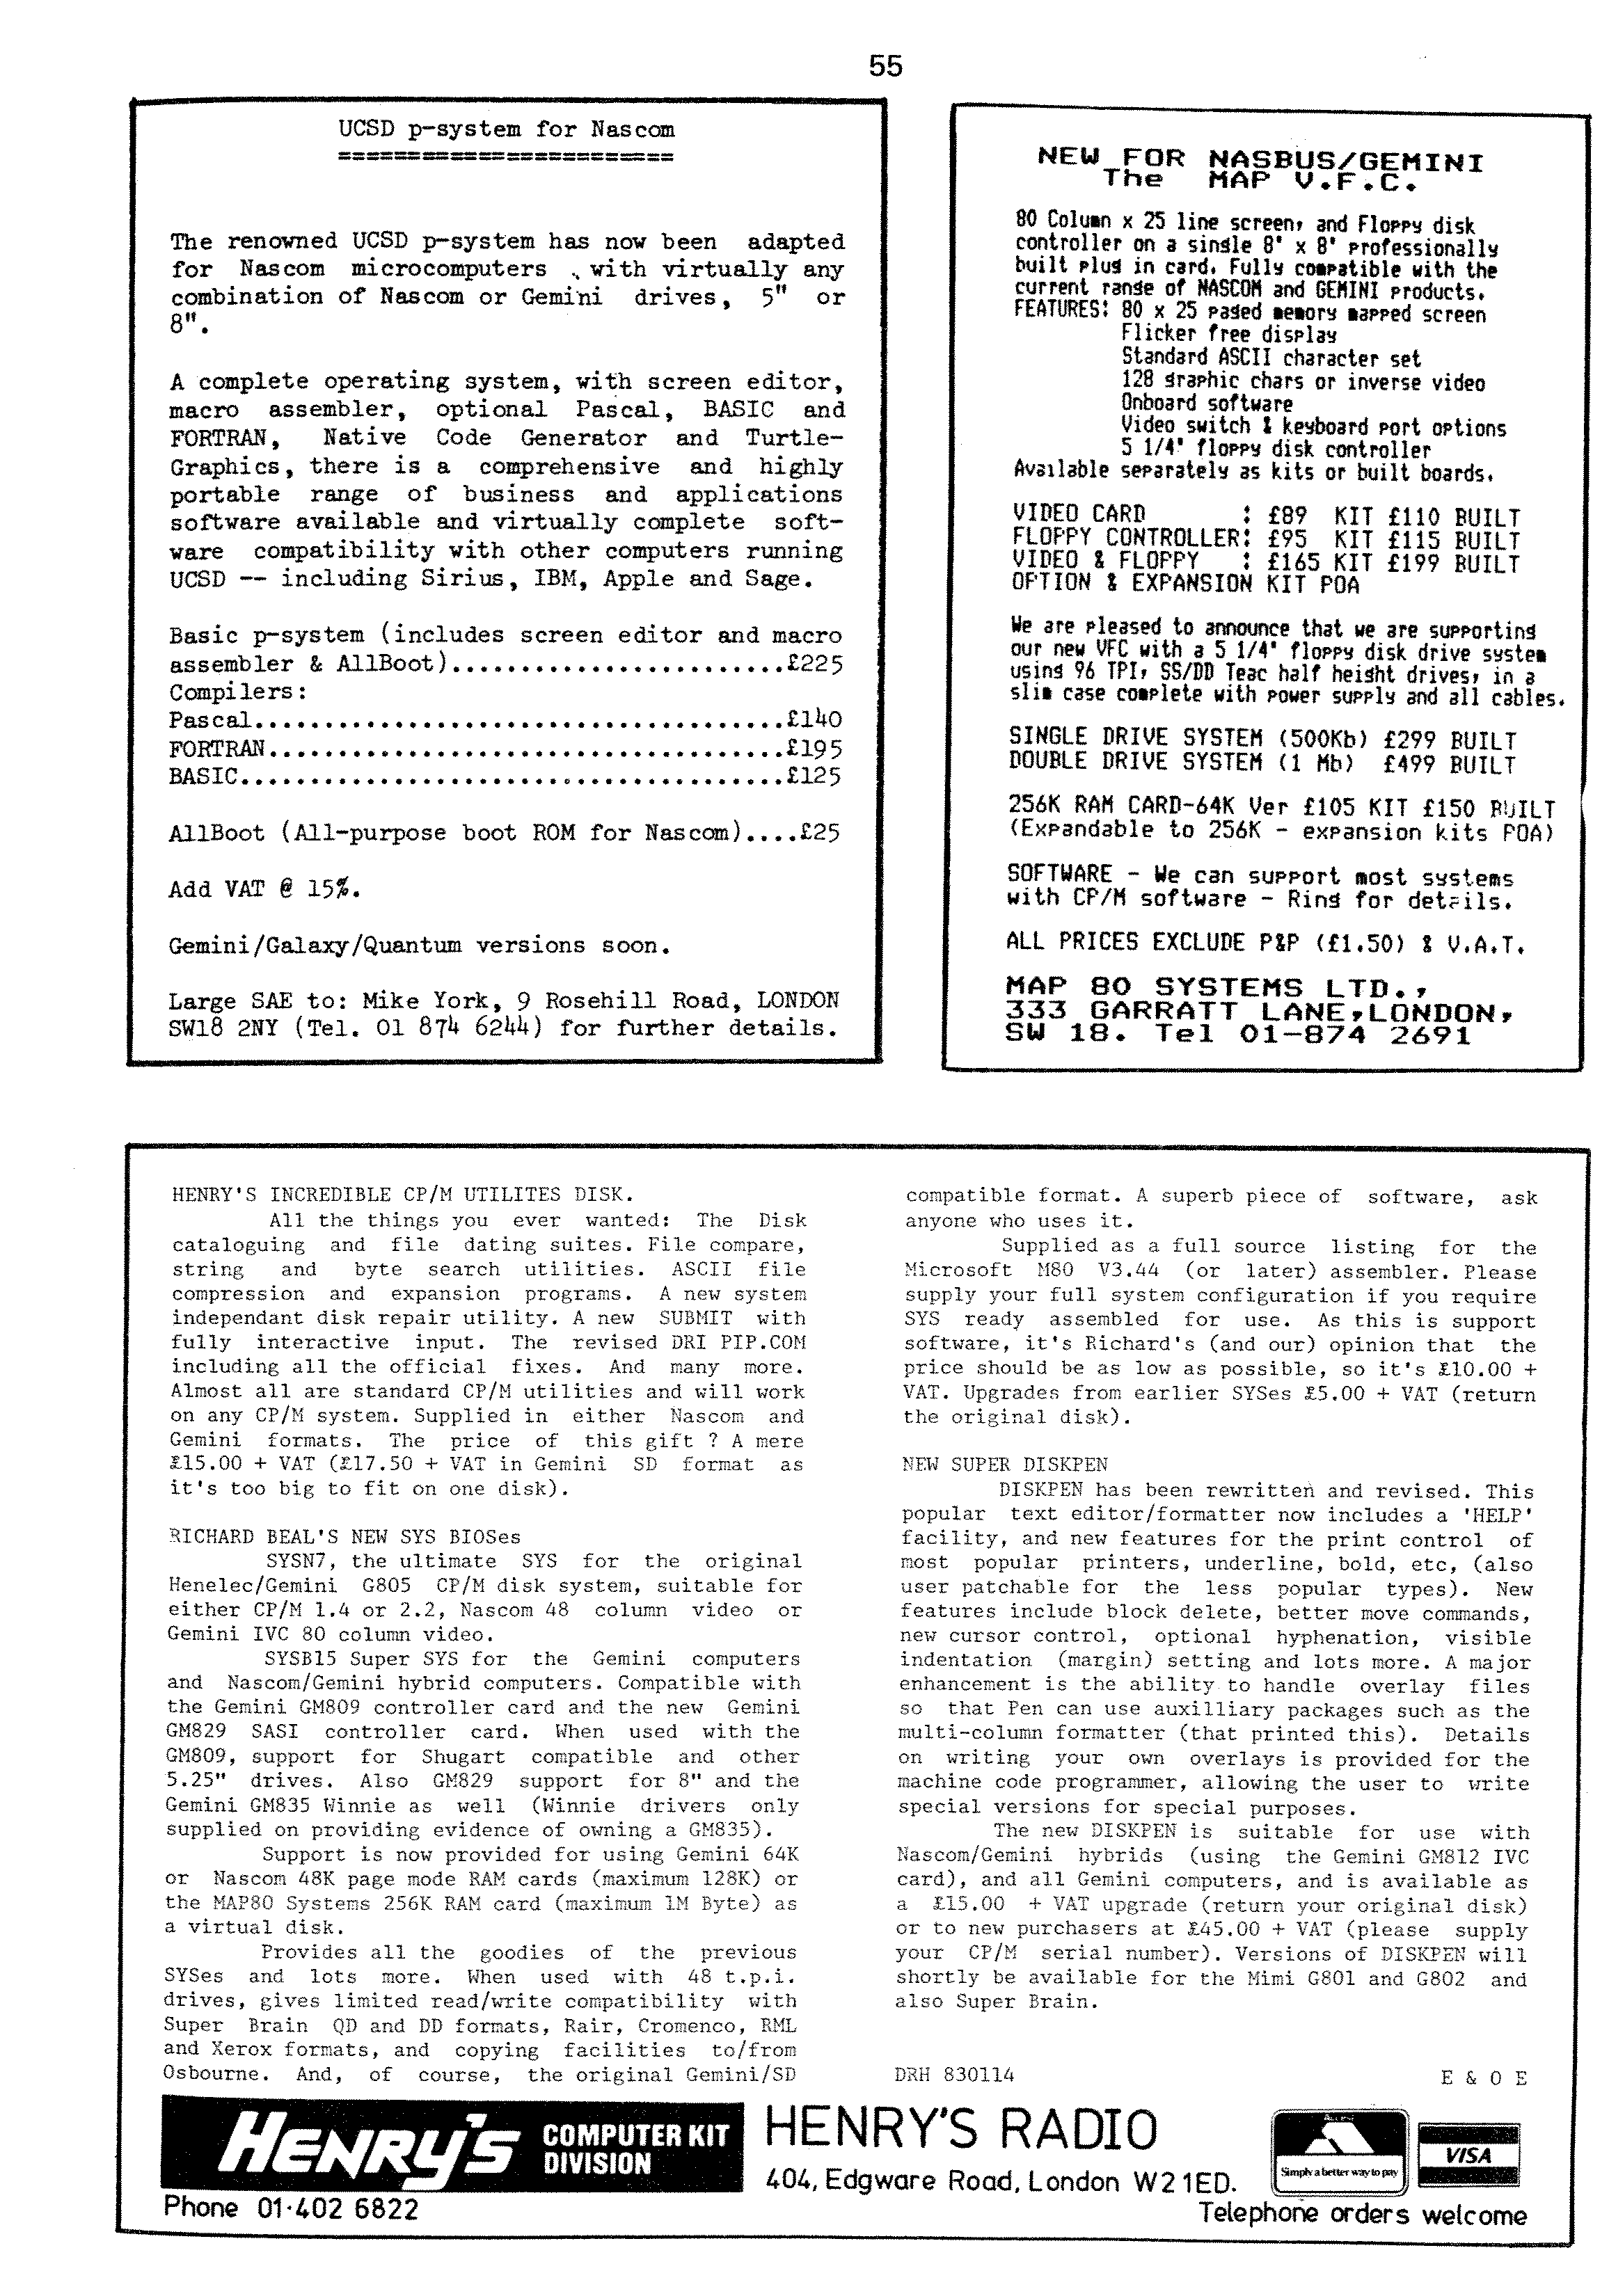 55
UCSD p-system for Nascom
========================
The renowned UCSD p-system has now been adapted
for Nascom microcomputers , with virtually any
combination of Nascom or Gemini drives, 5" or
8".
A complete operating system, with screen editor,
macro assembler, optional Pascal, BASIC and
FORTRAN, Native Code Generator and Turtle-
Graphics, there is a comprehensive and highly
portable range of business and applications
software available and virtually complete soft-
ware compatibility with other computers running
UCSD -- including Sirius, IBM, Apple and Sage.
Basic p-system (includes screen editor and macro
assembler & AllBoot)........................£225
Compilers:
Pascal......................................£140
FORTRAN.....................................£195
BASIC.......................................£125
AllBoot (All-purpose boot ROM for Nascom)....£25
Add VAT @ 15%.
Gemini/Galaxy/Quantum versions soon.
Large SAE to: Mike York, 9 Rosehill Road, LONDON
SW18 2NY (Tel. 01 874 6244) for further details.
NEW FOR NASBUS/GEMINI
The MAP V.F.C.
80 Column x 25 line screen, and Floppy disk
controller on a single 8" x 8" professionally
built plug in card. Fully compatible with the
current range of NASCOM and GEMINI products.
FEATURES: 80 x 25 paged memory mapped screen
Flicker free display
Standard ASCII character set
128 graphic chars or inverse video
Onboard software
Video switch & keyboard port options
5 1/4" floppy disk controller
Available separately as kits or built boards.
VIDEO CARD : £89 KIT £110 BUILT
FLOPPY CONTROLLER: £95 KIT £115 BUILT
VIDEO & FLOPPY : £165 KIT £199 BUILT
OPTION & EXPANSION KIT POA
We are pleased to announce that we are supporting
our new VFC with a 5 1/4" floppy disk drive system
using 96 TPI, SS/DD Teac half height drives, in a
slim case complete with power supply and all cables.
SINGLE DRIVE SYSTEM (500Kb) £299 BUILT
DOUBLE DRIVE SYSTEM (1 Mb) £499 BUILT
256K RAM CARD-64K Ver £105 KIT £150 BUILT
(Expandable to 256K - expansion kits POA)
SOFTWARE - We can support most systems
with CP/M software - Ring for details.
ALL PRICES EXCLUDE P&P (£1.50) & V.A.T.
MAP 80 SYSTEMS LTD.,
333 GARRATT LANE,LONDON,
SW 18. Tel 01-874 2691
HENRY'S INCREDIBLE CP/M UTILITES DISK.
All the things you ever wanted: The Disk
cataloguing and file dating suites. File compare,
string and byte search utilities. ASCII file
compression and expansion programs. A new system
independant disk repair utility. A new SUBMIT with
fully interactive input. The revised DRI PIP.COM
including all the official fixes. And many more.
Almost all are standard CP/M utilities and will work
on any CP/M system. Supplied in either Nascom and
Gemini formats. The price of this gift ? A mere
£15.00 + VAT (£17.50 + VAT in Gemini SD format as
it's too big to fit on one disk).
RICHARD BEAL'S NEW SYS BIOSes
SYSN7, the ultimate SYS for the original
Henelec/Gemini G805 CP/M disk system, suitable for
either CP/M 1.4 or 2.2, Nascom 48 column video or
Gemini IVC 80 column video.
SYSB15 Super SYS for the Gemini computers
and Nascom/Gemini hybrid computers. Compatible with
the Gemini GM809 controller card and the new Gemini
GM829 SASI controller card. When used with the
GM809, support for Shugart compatible and other
5.25" drives. Also GM829 support for 8" and the
Gemini GM835 Winnie as well (Winnie drivers only
supplied on providing evidence of owning a GM835).
Support is now provided for using Gemini 64K
or Nascom 48K page mode RAM cards (maximum 128K) or
the MAP80 Systems 256K RAM card (maximum 1M Byte) as
a virtual disk.
Provides all the goodies of the previous
SYSes and lots more. When used with 48 t.p.i.
drives, gives limited read/write compatibility with
Super Brain QD and DD formats, Rair, Cromenco, RML
and Xerox formats, and copying facilities to/from
Osbourne. And, of course, the original Gemini/SD
compatible format. A superb piece of software, ask
anyone who uses it.
Supplied as a full source listing for the
Microsoft M80 V3.44 (or later) assembler. Please
supply your full system configuration if you require
SYS ready assembled for use. As this is support
software, it's Richard's (and our) opinion that the
price should be as low as possible, so it's £10.00 +
VAT. Upgrades from earlier SYSes £5.00 + VAT (return
the original disk).
NEW SUPER DISKPEN
DISKPEN has been rewritten and revised. This
popular text editor/formatter now includes a 'HELP'
facility, and new features for the print control of
most popular printers, underline, bold, etc, (also
user patchable for the less popular types). New
features include block delete, better move commands,
new cursor control, optional hyphenation, visible
indentation (margin) setting and lots more. A major
enhancement is the ability to handle overlay files
so that Pen can use auxilliary packages such as the
multi-column formatter (that printed this). Details
on writing your own overlays is provided for the
machine code programmer, allowing the user to write
special versions for special purposes.
The new DISKPEN is suitable for use with
Nascom/Gemini hybrids (using the Gemini GM812 IVC
card), and all Gemini computers, and is available as
a £15.00 + VAT upgrade (return your original disk)
or to new purchasers at £45.00 + VAT (please supply
your CP/M serial number). Versions of DISKPEN will
shortly be available for the Mimi G801 and G802 and
also Super Brain.
DRH 830114 E & O E
HENRY'S COMPUTER KIT DIVISION
HENRY'S RADIO
404, Edgware Road, London W2 1ED.
Simply a better way to pay
VISA
Phone 01·402 6822
Telephone orders welcome